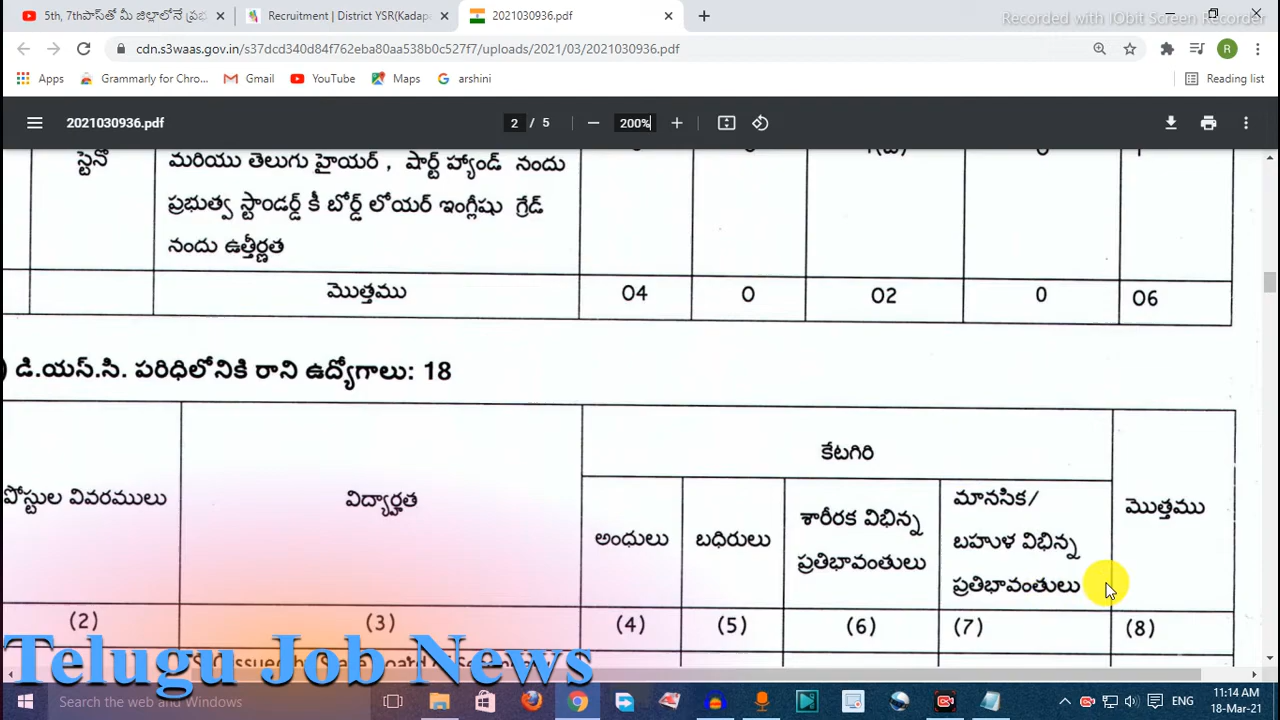 5th, 7thపాస్‌తో మీ జిల్లాలోనే ప్ర
Recruitment | District YSR(Kadapa
2021030936.pdf
Recorded with IObit Screen Recorder
cdn.s3waas.gov.in/s37dcd340d84f762eba80aa538b0c527f7/uploads/2021/03/2021030936.pdf
R
Apps
Grammarly for Chro...
Gmail
YouTube
Maps
arshini
Reading list
2021030936.pdf
2 / 5
200%
స్టెనో
మరియు తెలుగు హైయర్ , షార్ట్ హ్యాండ్ నందు
ప్రభుత్వ స్టాండర్డ్ కీ బోర్డ్ లోయర్ ఇంగ్లీషు గ్రేడ్
నందు ఉత్తీర్ణత
మొత్తము 04 0 02 0 06
) డి.యస్.సి. పరిధిలోనికి రాని ఉద్యోగాలు: 18
పోస్టుల వివరములు
విద్యార్హత
కేటగిరి
అంధులు
బధిరులు
శారీరక విభిన్న
ప్రతిభావంతులు
మానసిక/
బహుళ విభిన్న
ప్రతిభావంతులు
మొత్తము
(2) (3) (4) (5) (6) (7) (8)
Telugu Job News
Search the web and Windows
ENG
11:14 AM
18-Mar-21